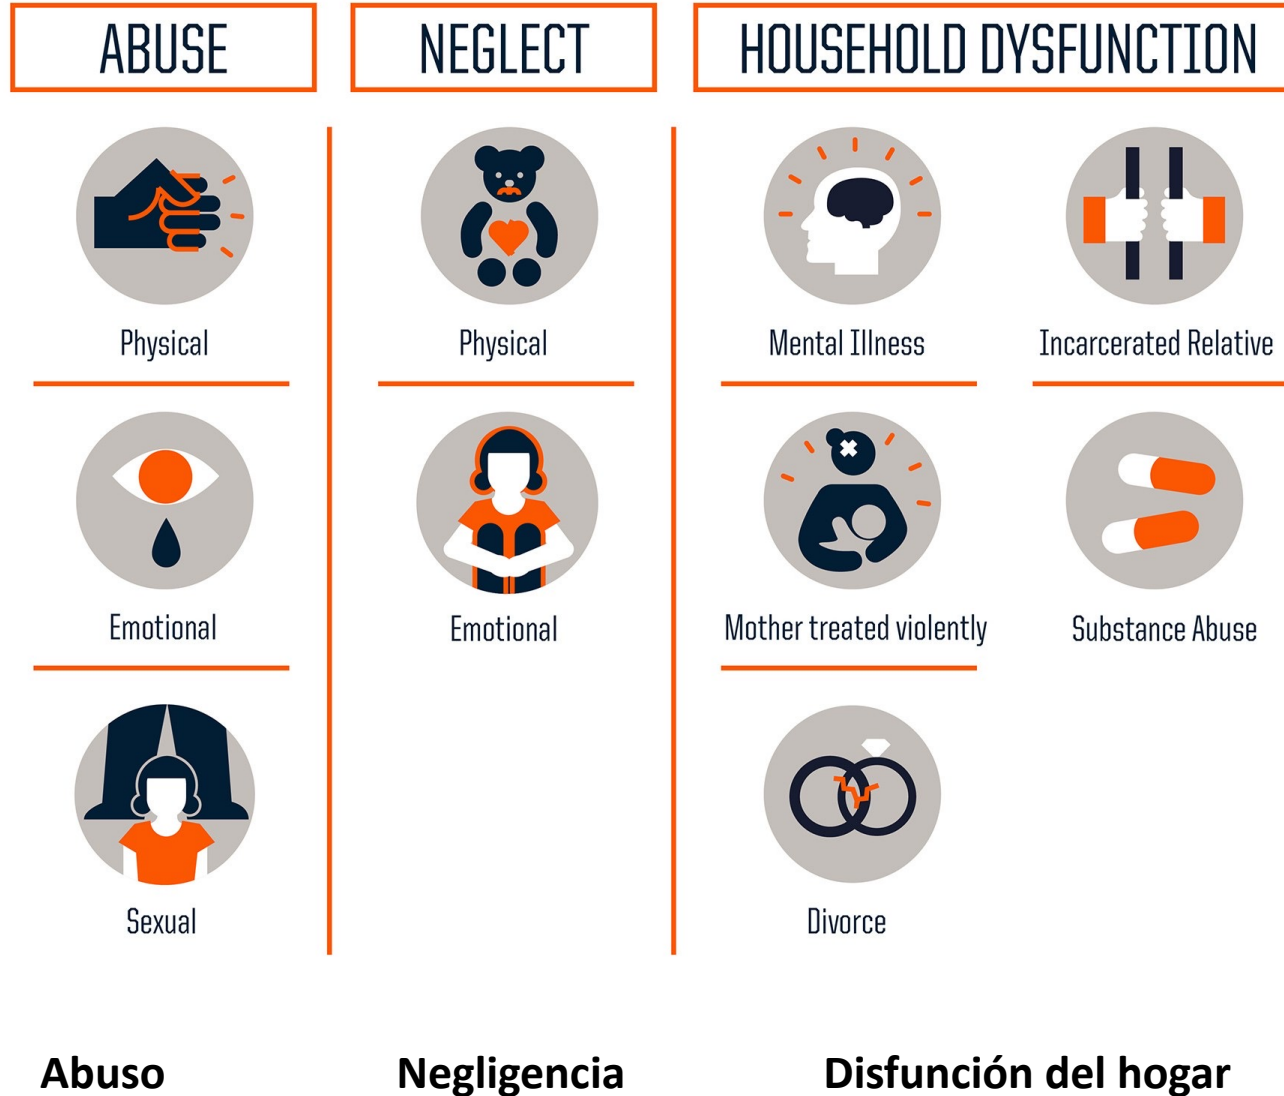 ABUSE
NEGLECT
HOUSEHOLD DYSFUNCTION
Physical
Physical
Mental Illness
Incarcerated Relative
Emotional
Emotional
Mother treated violently
Substance Abuse
Sexual
Divorce
Abuso
Negligencia
Disfunción del hogar